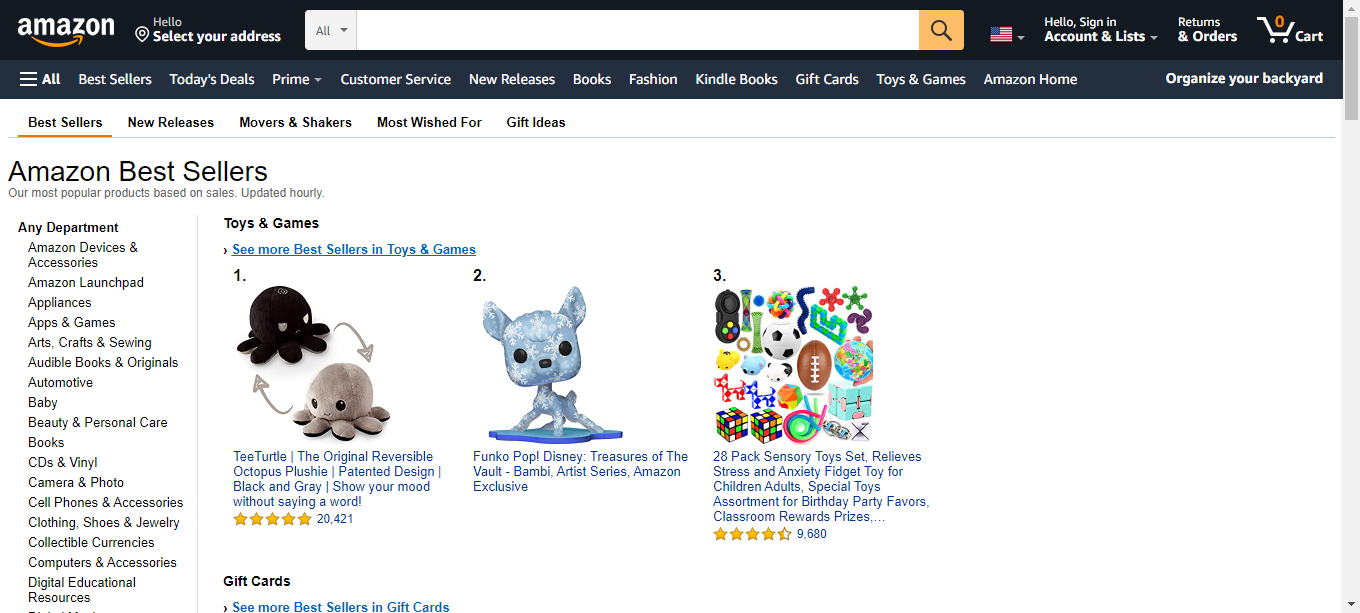 amazon
Hello
Select your address
All
Hello, Sign in
Account & Lists
Returns
& Orders
0
Cart
All
Best Sellers
Today's Deals
Prime
Customer Service
New Releases
Books
Fashion
Kindle Books
Gift Cards
Toys & Games
Amazon Home
Organize your backyard
Best Sellers
New Releases
Movers & Shakers
Most Wished For
Gift Ideas
Amazon Best Sellers
Our most popular products based on sales. Updated hourly.
Any Department
Amazon Devices &
Accessories
Amazon Launchpad
Appliances
Apps & Games
Arts, Crafts & Sewing
Audible Books & Originals
Automotive
Baby
Beauty & Personal Care
Books
CDs & Vinyl
Camera & Photo
Cell Phones & Accessories
Clothing, Shoes & Jewelry
Collectible Currencies
Computers & Accessories
Digital Educational
Resources
Toys & Games
› See more Best Sellers in Toys & Games
1.
TeeTurtle | The Original Reversible
Octopus Plushie | Patented Design |
Black and Gray | Show your mood
without saying a word!
20,421
2.
Funko Pop! Disney: Treasures of The
Vault - Bambi, Artist Series, Amazon
Exclusive
3.
28 Pack Sensory Toys Set, Relieves
Stress and Anxiety Fidget Toy for
Children Adults, Special Toys
Assortment for Birthday Party Favors,
Classroom Rewards Prizes,…
9,680
Gift Cards
› See more Best Sellers in Gift Cards